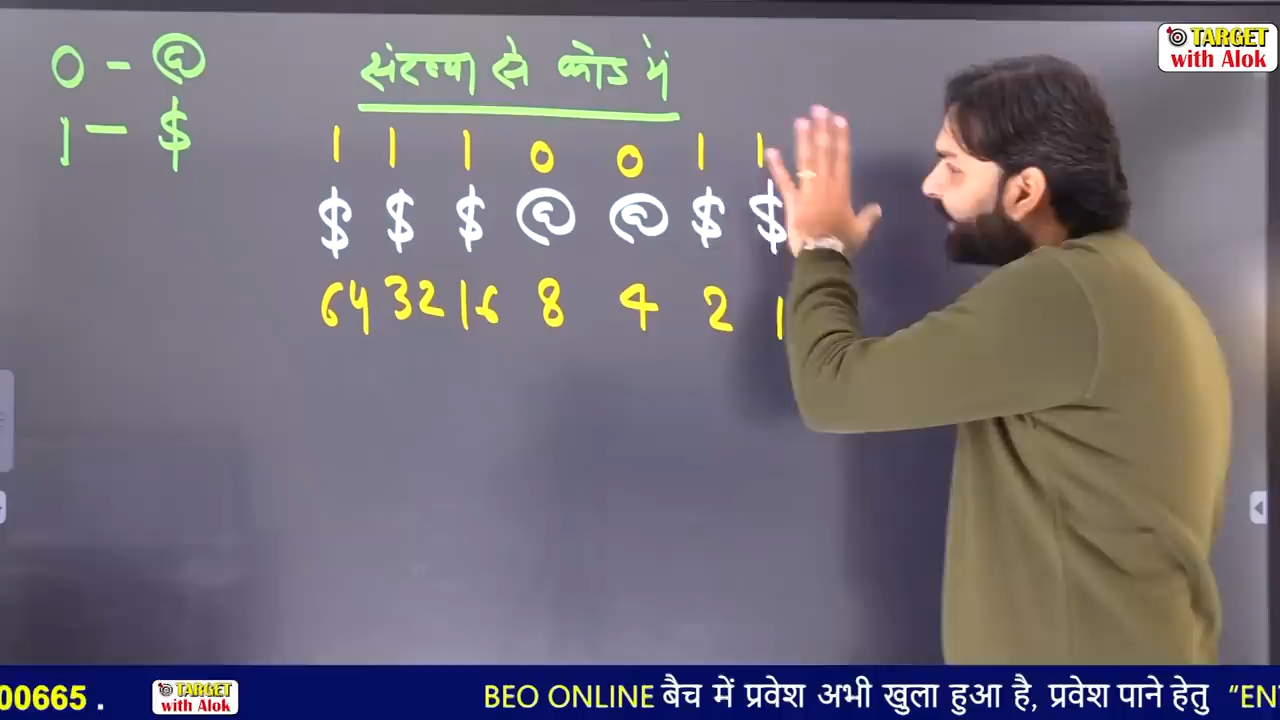 TARGET
with Alok
0 - @
1 - $
संख्या से कोड में
1 1 1 0 0 1 1
$ $ $ @ @ $ $
64 32 16 8 4 2 1
00665 .
TARGET
with Alok
BEO ONLINE बैच में प्रवेश अभी खुला हुआ है, प्रवेश पाने हेतु “EN